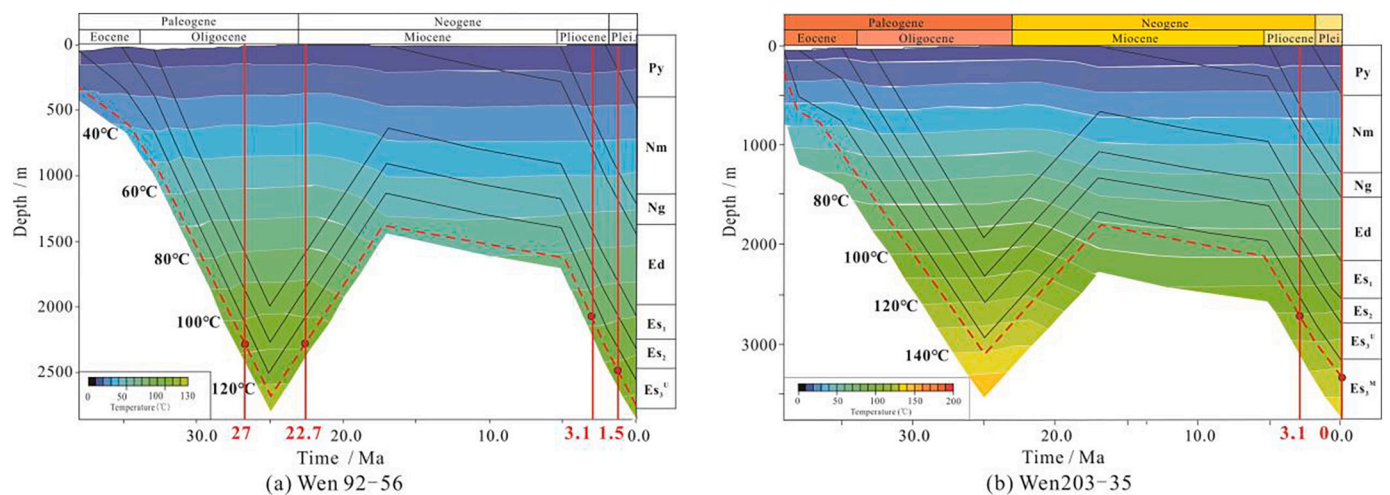 Paleogene Neogene
Eocene Oligocene Miocene Pliocene Plei.
0
500
1000
1500
2000
2500
Depth / m
40℃
60℃
80℃
100℃
120℃
0 50 100 130
Temperature (℃)
Py
Nm
Ng
Ed
Es₁
Es₂
Es₃ᵁ
30.0 20.0 10.0 0.0
27 22.7 3.1 1.5
Time / Ma
(a) Wen 92-56
Paleogene Neogene
Eocene Oligocene Miocene Pliocene Plei.
0
1000
2000
3000
Depth / m
80℃
100℃
120℃
140℃
0 50 100 150 200
Temperature (℃)
Py
Nm
Ng
Ed
Es₁
Es₂
Es₃ᵁ
Es₃ᴹ
30.0 20.0 10.0 0.0
3.1 0
Time / Ma
(b) Wen203-35